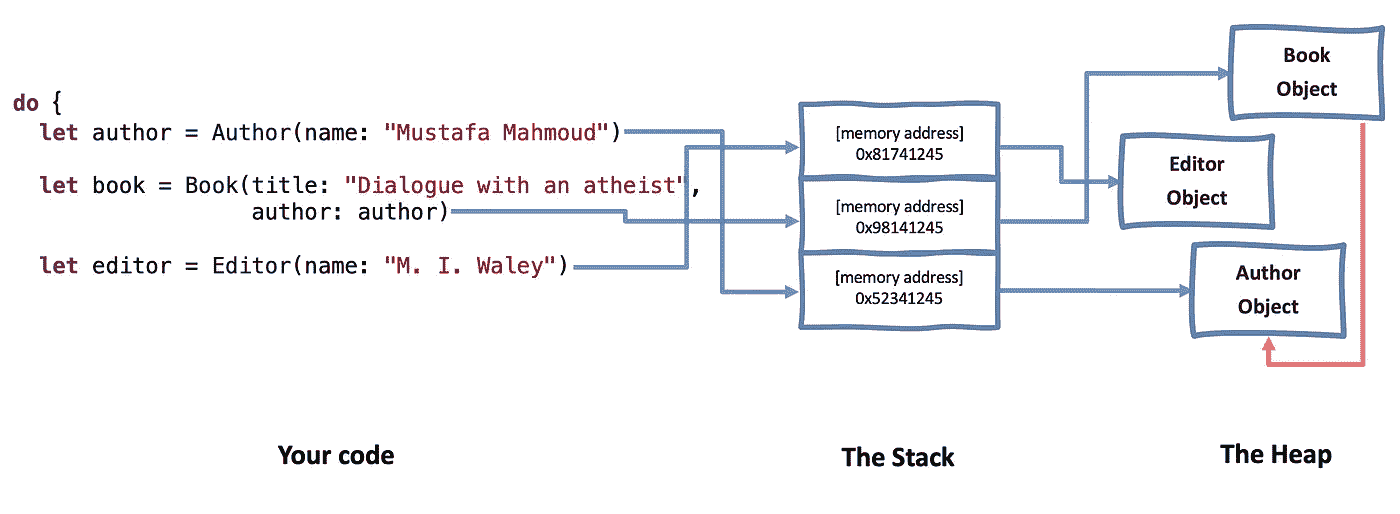 do {
let author = Author(name: "Mustafa Mahmoud")
let book = Book(title: "Dialogue with an atheist",
author: author)
let editor = Editor(name: "M. I. Waley")
[memory address]
0x81741245
[memory address]
0x98141245
[memory address]
0x52341245
Book
Object
Editor
Object
Author
Object
Your code
The Stack
The Heap